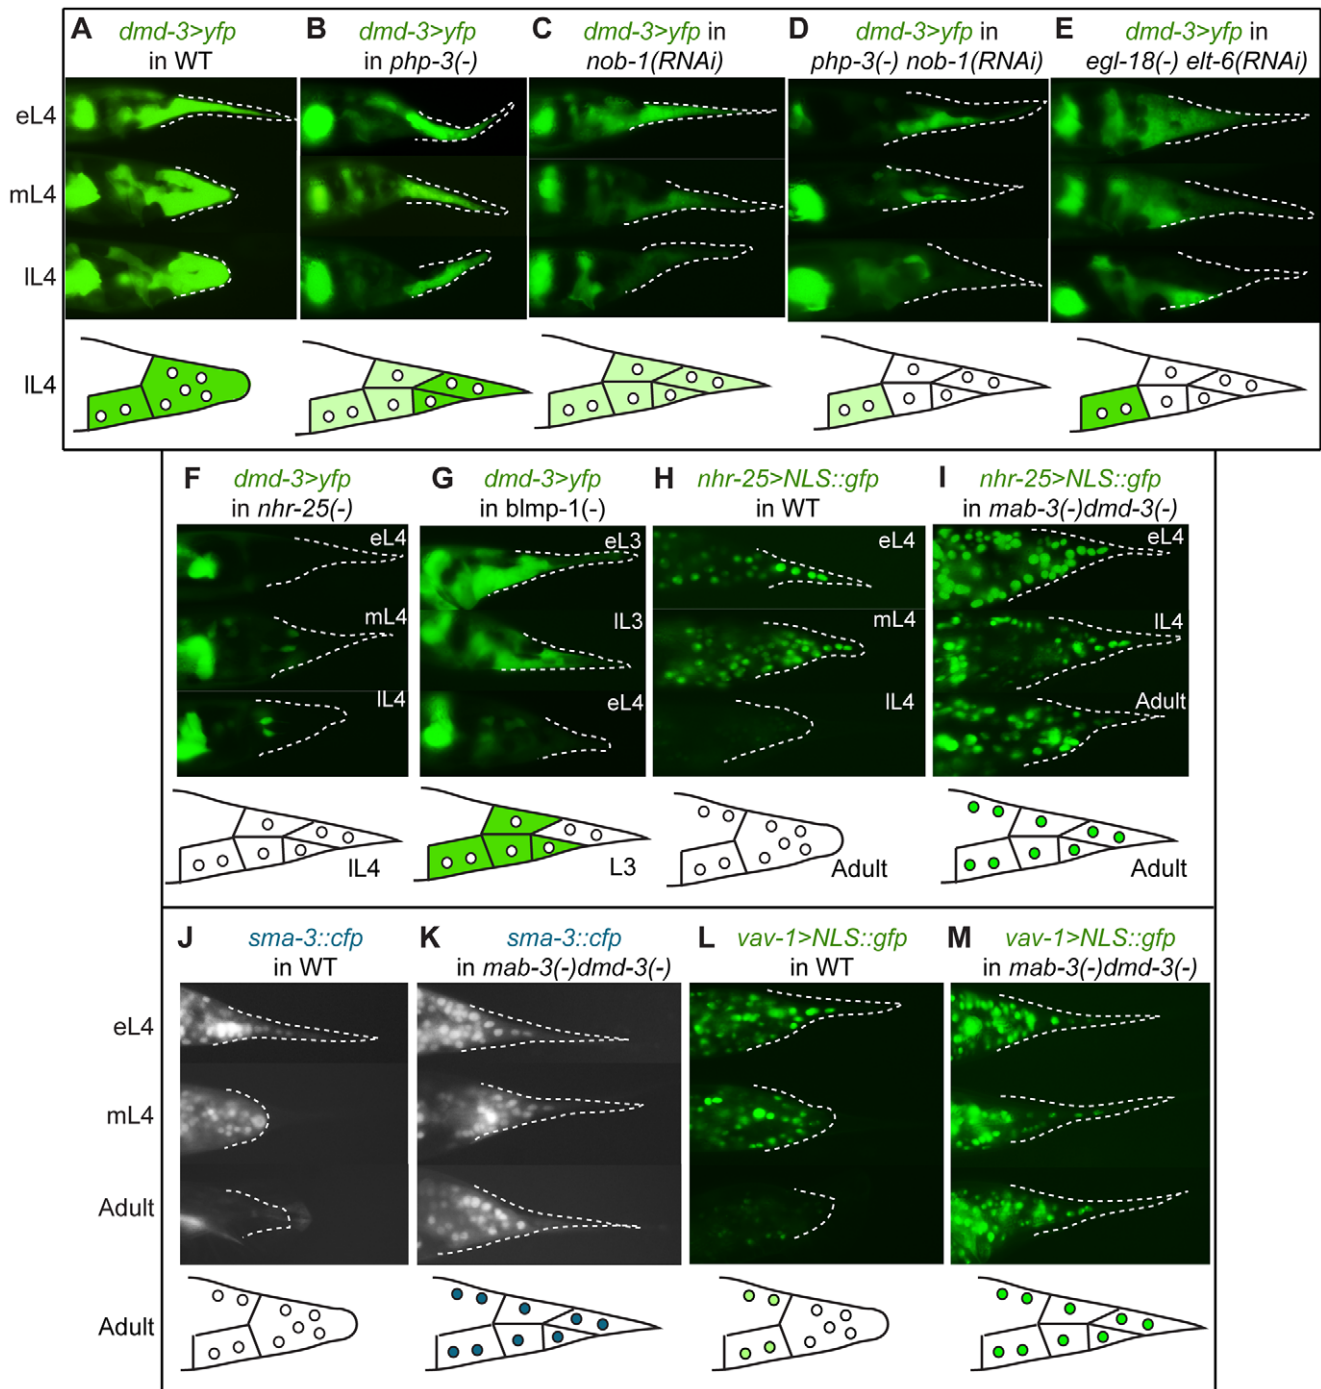 A dmd-3>yfp
in WT
B dmd-3>yfp
in php-3(-)
C dmd-3>yfp in
nob-1(RNAi)
D dmd-3>yfp in
php-3(-) nob-1(RNAi)
E dmd-3>yfp in
egl-18(-) elt-6(RNAi)
eL4
mL4
lL4
lL4
F dmd-3>yfp
in nhr-25(-)
eL4
mL4
lL4
lL4
G dmd-3>yfp
in blmp-1(-)
eL3
lL3
eL4
L3
H nhr-25>NLS::gfp
in WT
eL4
mL4
lL4
Adult
I nhr-25>NLS::gfp
in mab-3(-)dmd-3(-)
eL4
lL4
Adult
Adult
J sma-3::cfp
in WT
K sma-3::cfp
in mab-3(-)dmd-3(-)
L vav-1>NLS::gfp
in WT
M vav-1>NLS::gfp
in mab-3(-)dmd-3(-)
eL4
mL4
Adult
Adult